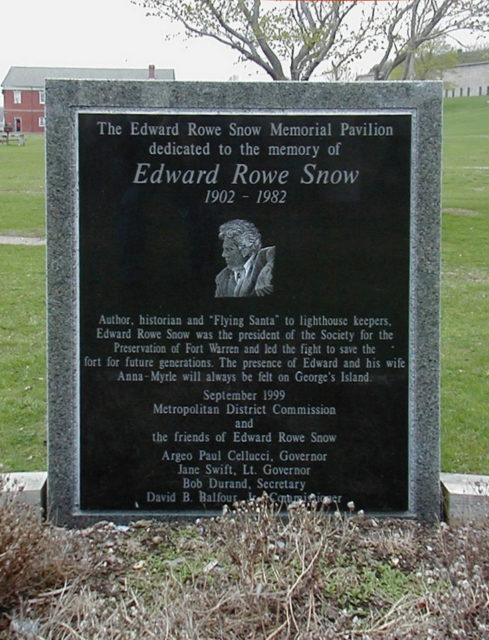 The Edward Rowe Snow Memorial Pavilion
dedicated to the memory of
Edward Rowe Snow
1902 - 1982
Author, historian and "Flying Santa" to lighthouse keepers,
Edward Rowe Snow was the president of the Society for the
Preservation of Fort Warren and led the fight to save the
fort for future generations. The presence of Edward and his wife
Anna-Myrle will always be felt on George's Island.
September 1999
Metropolitan District Commission
and
the friends of Edward Rowe Snow
Argeo Paul Cellucci, Governor
Jane Swift, Lt. Governor
Bob Durand, Secretary
David B. Balfour, Jr. Commissioner